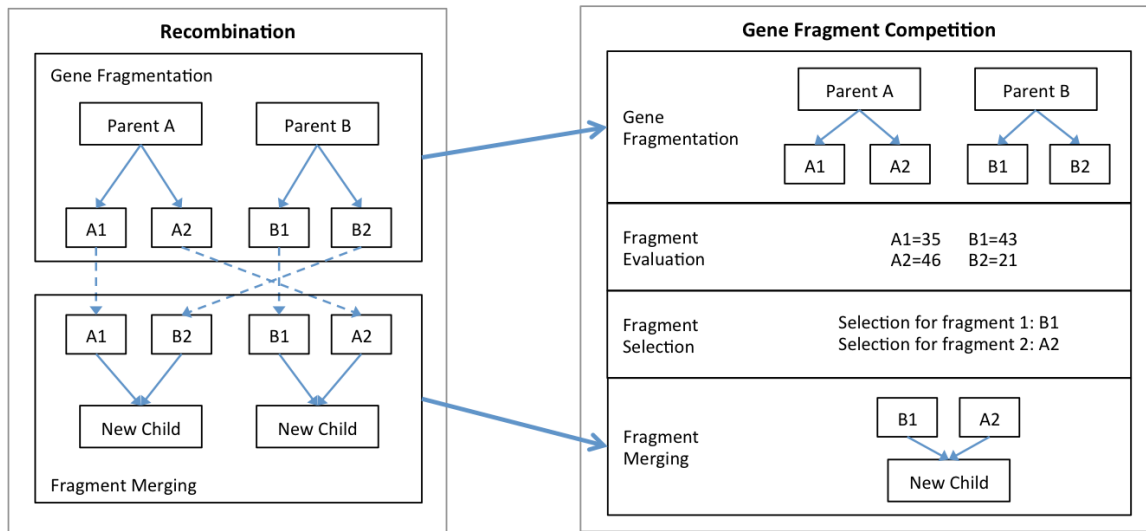 Recombination
Gene Fragmentation
Parent A
Parent B
A1
A2
B1
B2
A1
B2
B1
A2
New Child
New Child
Fragment Merging
Gene Fragment Competition
Gene
Fragmentation
Parent A
Parent B
A1
A2
B1
B2
Fragment
Evaluation
A1=35 B1=43
A2=46 B2=21
Fragment
Selection
Selection for fragment 1: B1
Selection for fragment 2: A2
Fragment
Merging
B1
A2
New Child